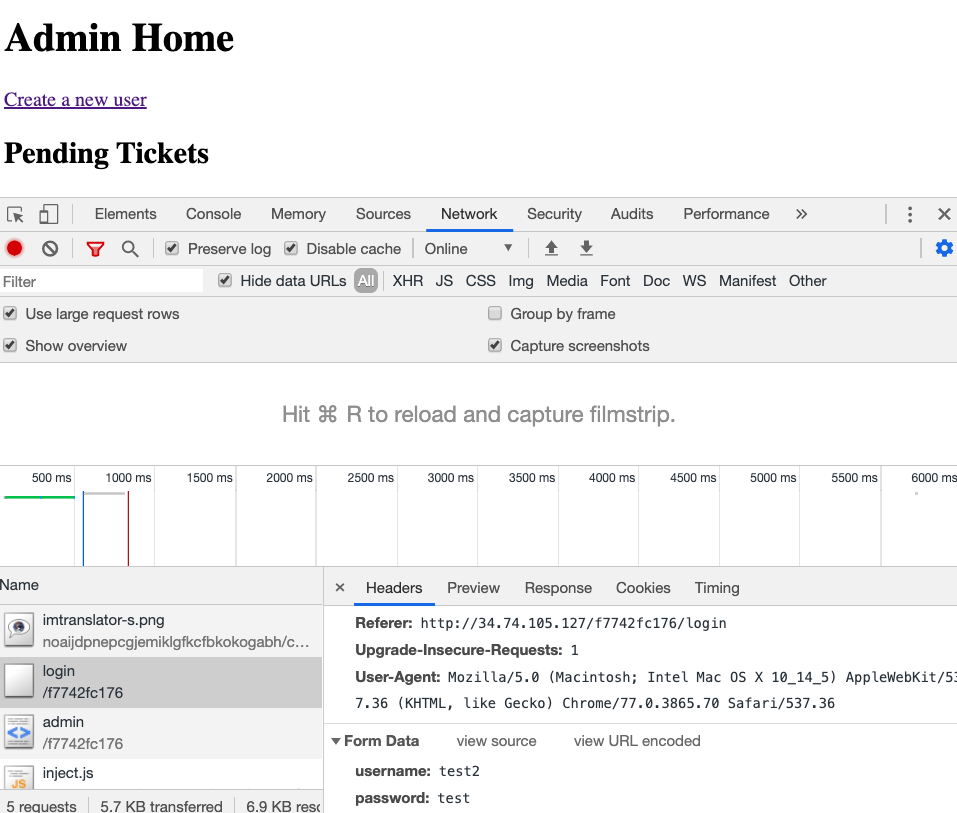 Admin Home
Create a new user
Pending Tickets
Elements Console Memory Sources Network Security Audits Performance »
Preserve log Disable cache Online
Filter Hide data URLs All XHR JS CSS Img Media Font Doc WS Manifest Other
Use large request rows Group by frame
Show overview Capture screenshots
Hit ⌘ R to reload and capture filmstrip.
500 ms 1000 ms 1500 ms 2000 ms 2500 ms 3000 ms 3500 ms 4000 ms 4500 ms 5000 ms 5500 ms 6000 ms
Name
imtranslator-s.png
noaijdpnepcgjemiklgfkcfbkokogabh/c…
login
/f7742fc176
admin
/f7742fc176
inject.js
JS
5 requests 5.7 KB transferred 6.9 KB resc
× Headers Preview Response Cookies Timing
Referer: http://34.74.105.127/f7742fc176/login
Upgrade-Insecure-Requests: 1
User-Agent: Mozilla/5.0 (Macintosh; Intel Mac OS X 10_14_5) AppleWebKit/53
7.36 (KHTML, like Gecko) Chrome/77.0.3865.70 Safari/537.36
Form Data view source view URL encoded
username: test2
password: test